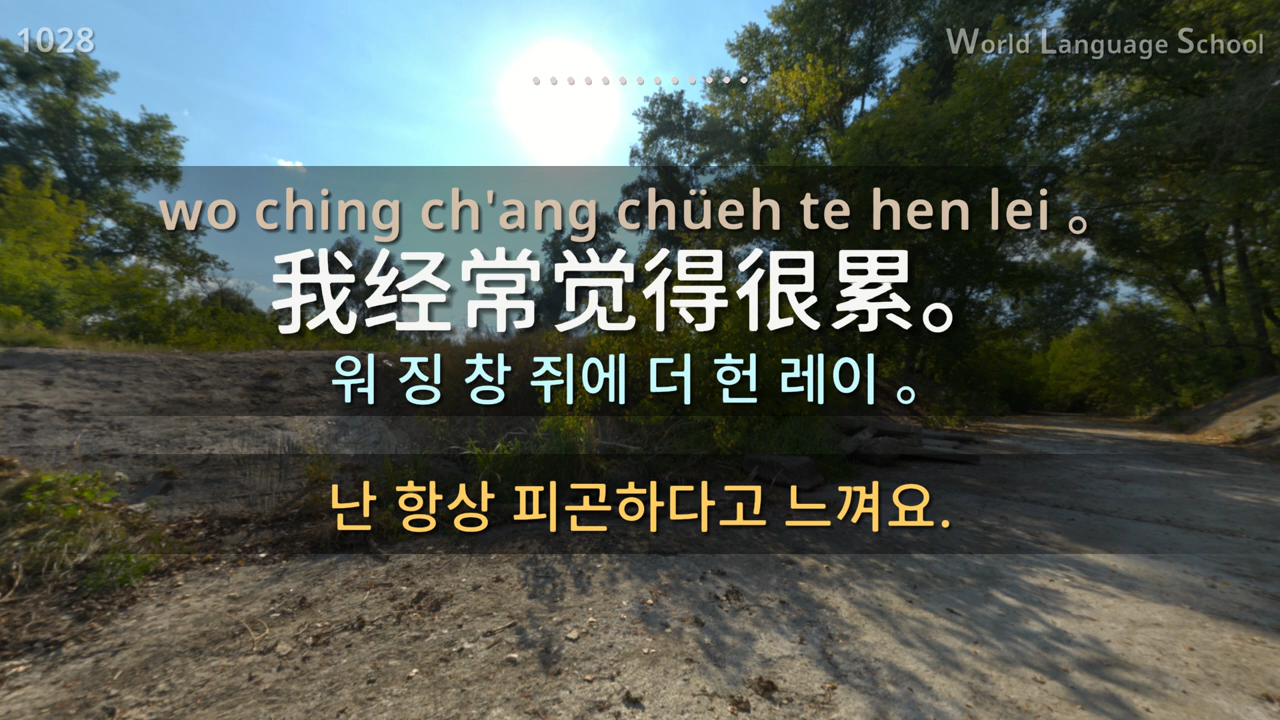 1028
World Language School
wo ching ch'ang chüeh te hen lei 。
我经常觉得很累。
워 징 창 쥐에 더 헌 레이 。
난 항상 피곤하다고 느껴요.